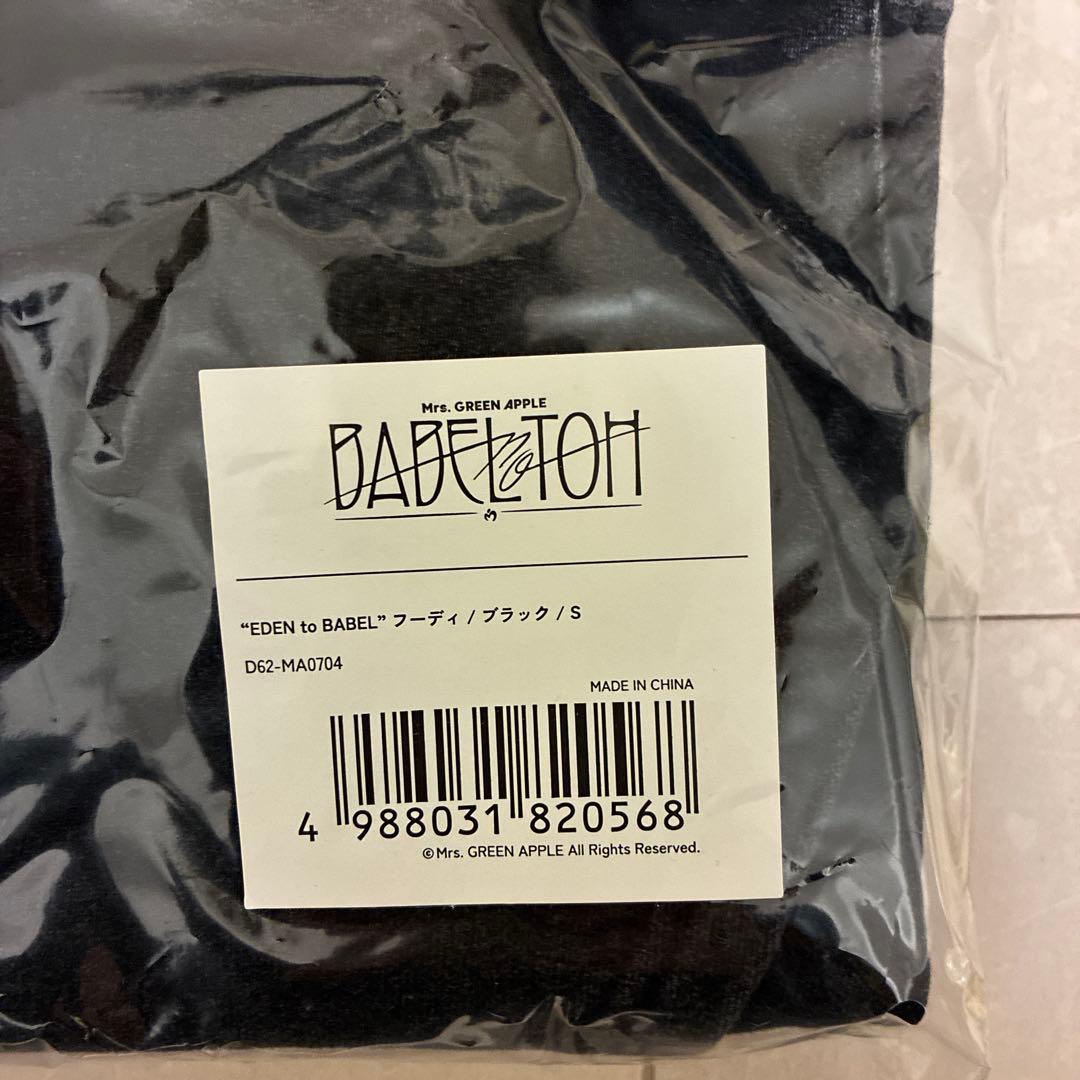 Mrs. GREEN APPLE
BABEL no TOH
“EDEN to BABEL” フーディ / ブラック / S
D62-MA0704
MADE IN CHINA
4 988031 820568
©Mrs. GREEN APPLE All Rights Reserved.